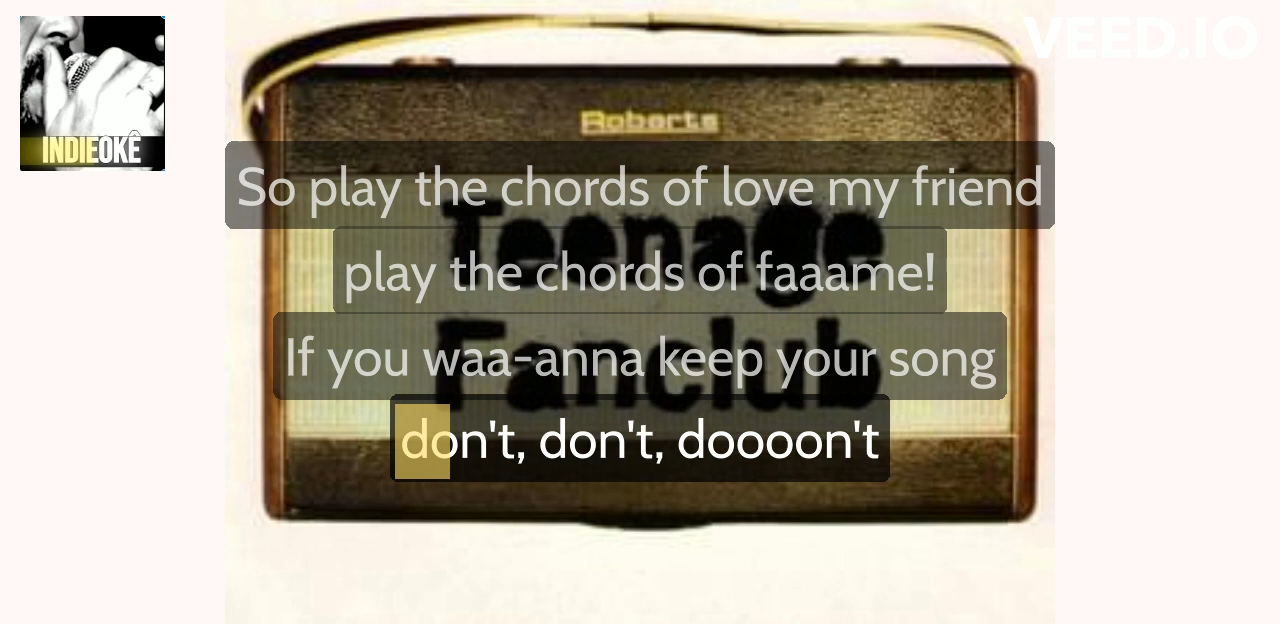 VEED.IO
INDIEOKÊ
Roberts
So play the chords of love my friend
Teenage
play the chords of faaame!
If you waa-anna keep your song
Fanclub
don't, don't, doooon't